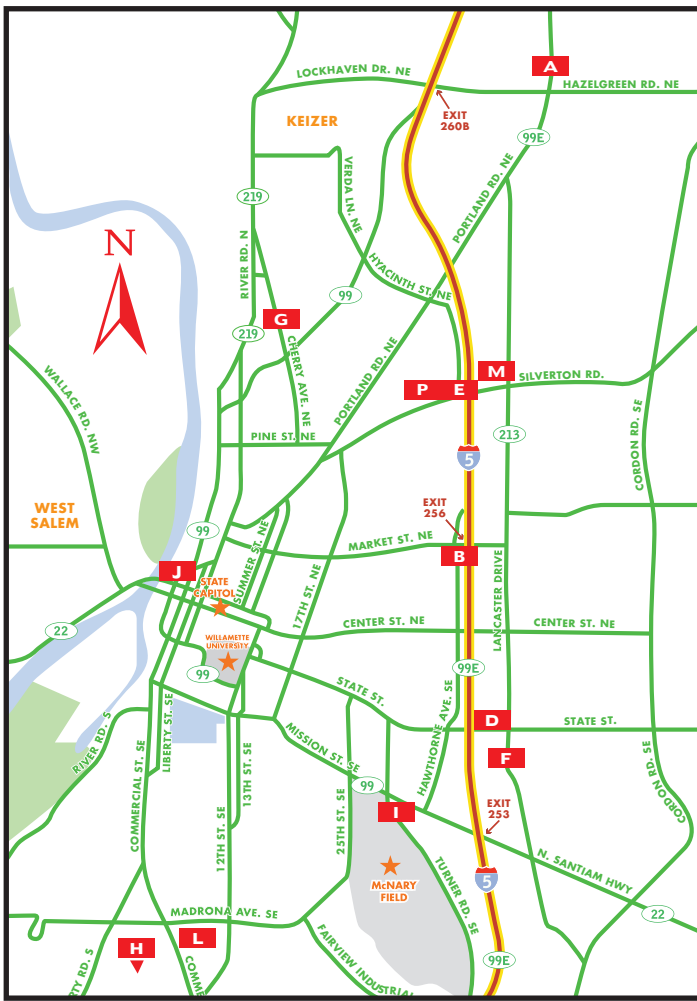 A
LOCKHAVEN DR. NE
HAZELGREEN RD. NE
KEIZER
EXIT
260B
99E
VERDA LN. NE
PORTLAND RD. NE
219
RIVER RD. N
N
HYACINTH ST. NE
99
G
219
CHERRY AVE. NE
PORTLAND RD. NE
M
SILVERTON RD.
P
E
WALLACE RD. NW
PINE ST. NE
213
CORDON RD. SE
5
WEST
SALEM
EXIT
256
99
SUMMER ST. NE
MARKET ST. NE
B
LANCASTER DRIVE
J
STATE
CAPITOL
17TH ST. NE
22
CENTER ST. NE
CENTER ST. NE
WILLAMETTE
UNIVERSITY
99
99E
STATE ST.
HAWTHORNE AVE. SE
D
STATE ST.
RIVER RD. S
LIBERTY ST. SE
MISSION ST. SE
F
COMMERCIAL ST. SE
13TH ST. SE
99
CORDON RD. SE
12TH ST. SE
25TH ST. SE
I
EXIT
253
N. SANTIAM HWY
McNARY
FIELD
5
TURNER RD. SE
22
MADRONA AVE. SE
L
H
RTY RD. S
COMME
FAIRVIEW INDUSTRIAL
99E